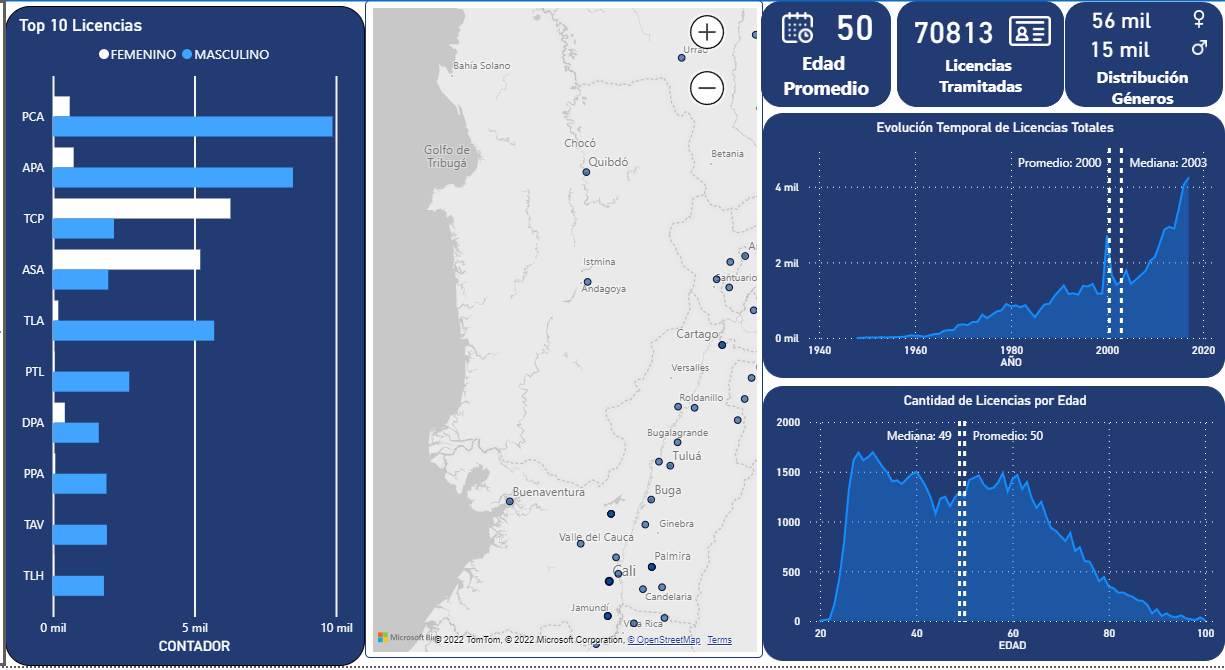 Top 10 Licencias
FEMENINO MASCULINO
PCA
APA
TCP
ASA
TLA
PTL
DPA
PPA
TAV
TLH
0 mil 5 mil 10 mil
CONTADOR
Bahía Solano
Urrao
Golfo de
Tribugá
Chocó
Quibdó
Betania
Istmina
Andagoya
Santuario
Cartago
Versalles
Roldanillo
Bugalagrande
Tuluá
Buenaventura
Buga
Ginebra
Valle del Cauca
Palmira
Cali
Candelaria
Jamundí
Villa Rica
Microsoft Bing
© 2022 TomTom, © 2022 Microsoft Corporation, © OpenStreetMap Terms
50
Edad
Promedio
70813
Licencias
Tramitadas
56 mil ♀
15 mil ♂
Distribución
Géneros
Evolución Temporal de Licencias Totales
Promedio: 2000 Mediana: 2003
4 mil
2 mil
0 mil
1940 1960 1980 2000 2020
AÑO
Cantidad de Licencias por Edad
Mediana: 49 Promedio: 50
2000
1500
1000
500
0
20 40 60 80 100
EDAD